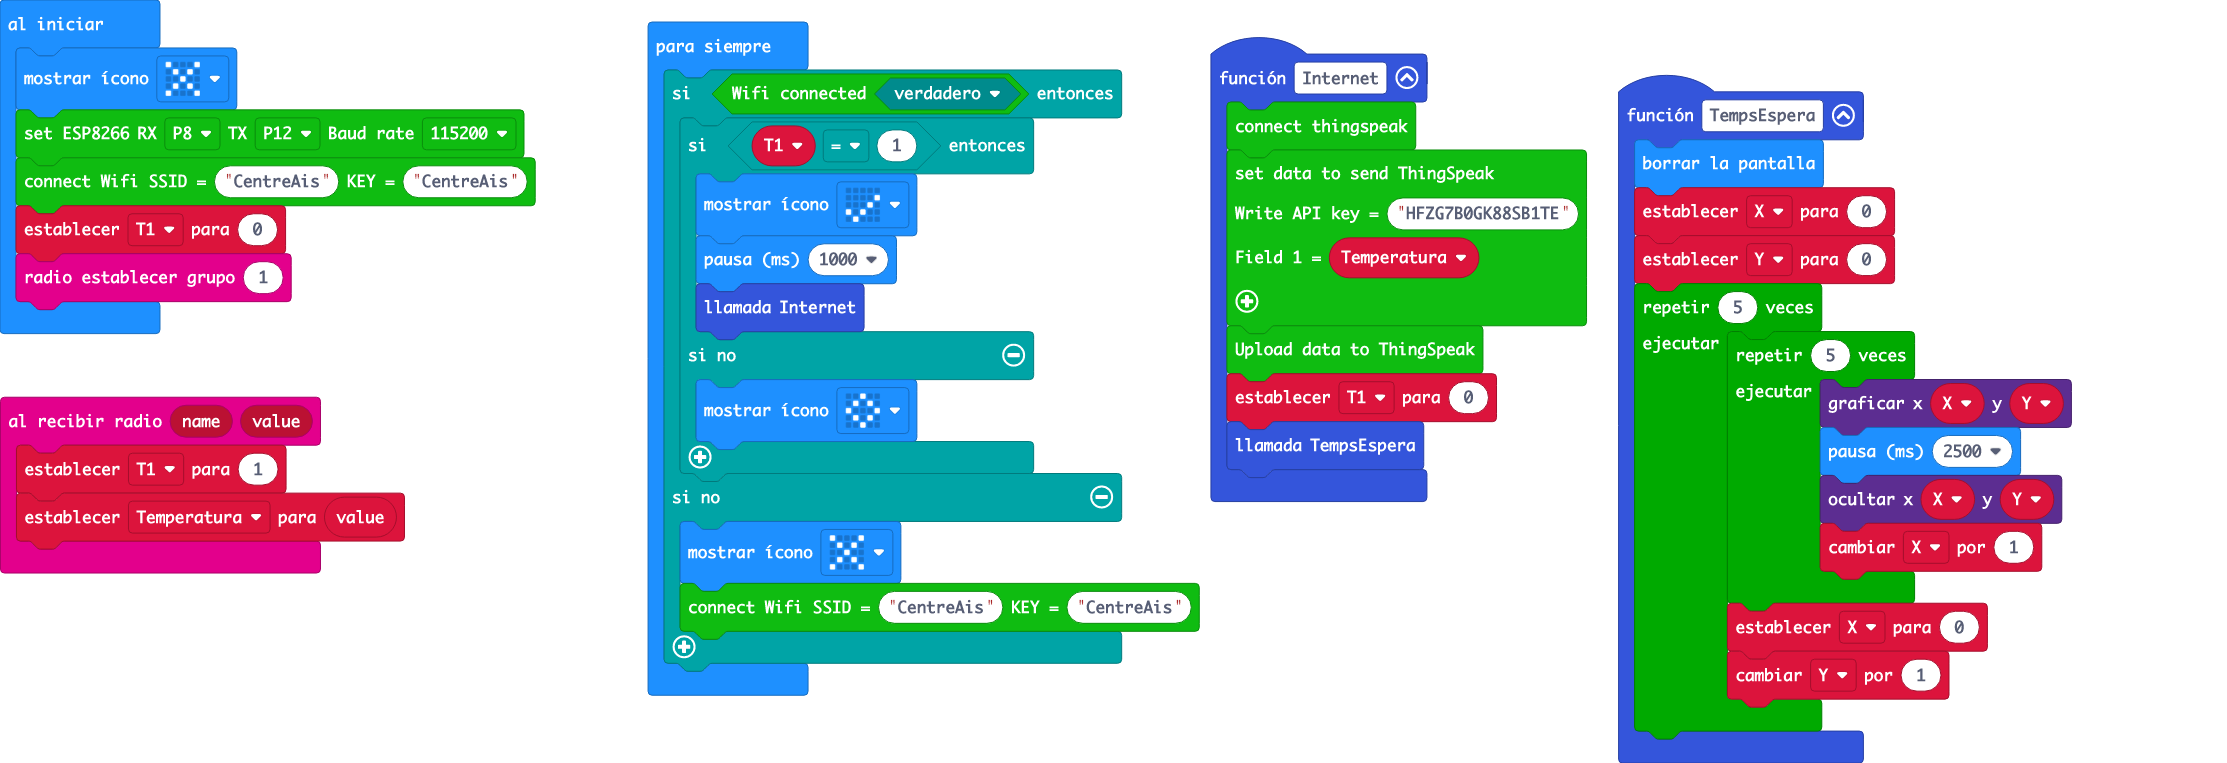 al iniciar
mostrar ícono
set ESP8266 RX P8 TX P12 Baud rate 115200
connect Wifi SSID = "CentreAis" KEY = "CentreAis"
establecer T1 para 0
radio establecer grupo 1
al recibir radio name value
establecer T1 para 1
establecer Temperatura para value
para siempre
si Wifi connected verdadero entonces
si T1 = 1 entonces
mostrar ícono
pausa (ms) 1000
llamada Internet
si no
mostrar ícono
si no
mostrar ícono
connect Wifi SSID = "CentreAis" KEY = "CentreAis"
función Internet
connect thingspeak
set data to send ThingSpeak
Write API key = "HFZG7B0GK88SB1TE"
Field 1 = Temperatura
Upload data to ThingSpeak
establecer T1 para 0
llamada TempsEspera
función TempsEspera
borrar la pantalla
establecer X para 0
establecer Y para 0
repetir 5 veces
ejecutar
repetir 5 veces
ejecutar
graficar x X y Y
pausa (ms) 2500
ocultar x X y Y
cambiar X por 1
establecer X para 0
cambiar Y por 1